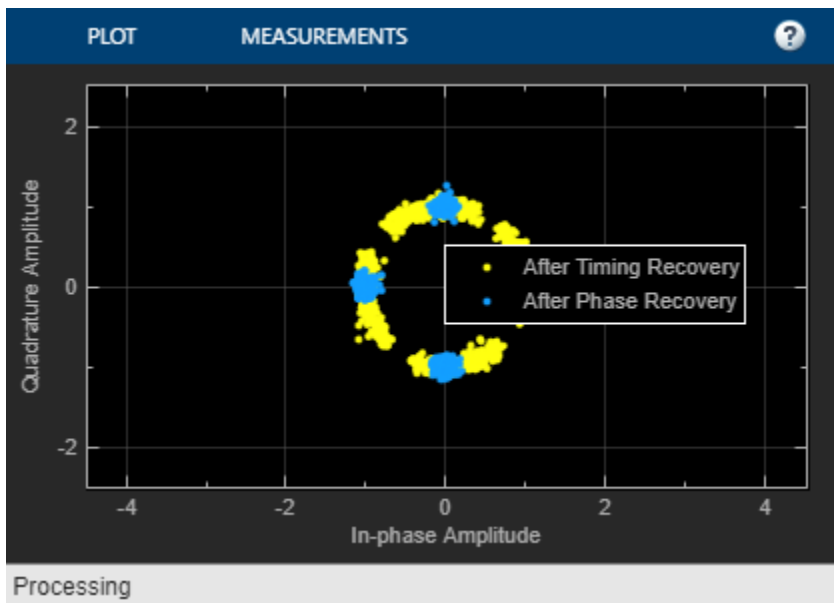 PLOT MEASUREMENTS ?
2
0
-2
Quadrature Amplitude
After Timing Recovery
After Phase Recovery
-4 -2 0 2 4
In-phase Amplitude
Processing